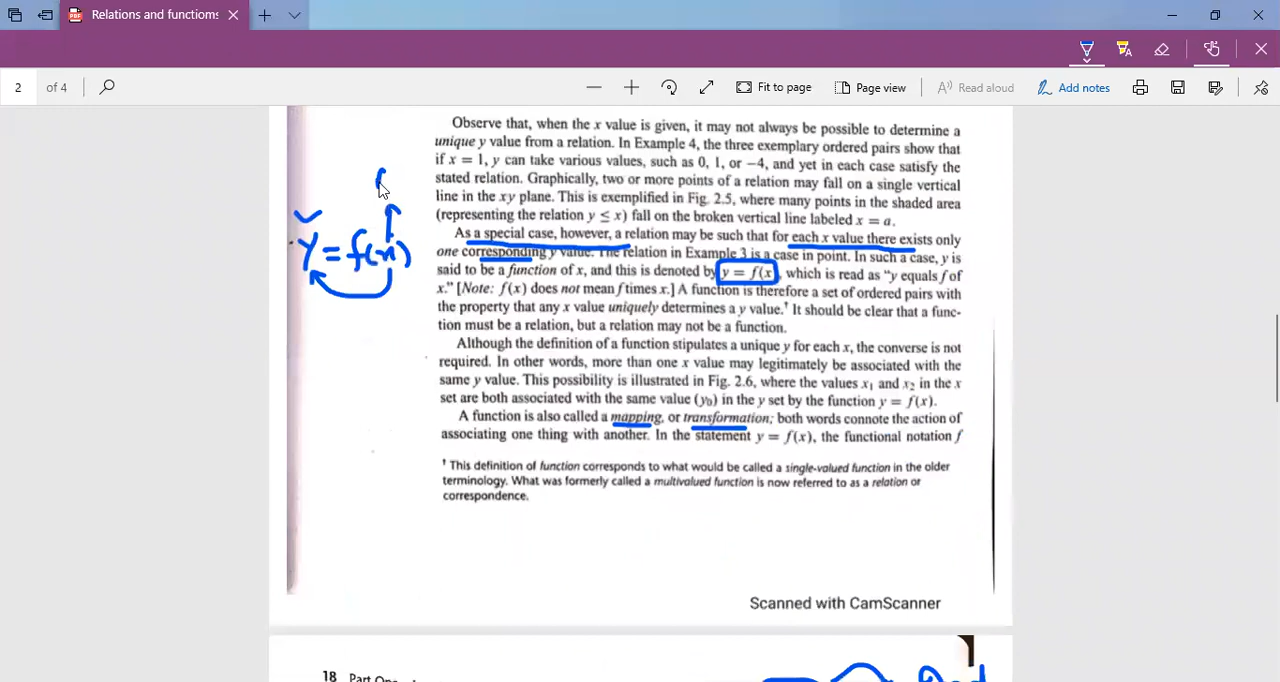 Relations and functions
2 of 4
Fit to page
Page view
Read aloud
Add notes
Observe that, when the x value is given, it may not always be possible to determine a
unique y value from a relation. In Example 4, the three exemplary ordered pairs show that
if x = 1, y can take various values, such as 0, 1, or −4, and yet in each case satisfy the
stated relation. Graphically, two or more points of a relation may fall on a single vertical
line in the xy plane. This is exemplified in Fig. 2.5, where many points in the shaded area
(representing the relation y ≤ x) fall on the broken vertical line labeled x = a.
As a special case, however, a relation may be such that for each x value there exists only
one corresponding y value. The relation in Example 3 is a case in point. In such a case, y is
said to be a function of x, and this is denoted by y = f(x), which is read as “y equals f of
x.” [Note: f(x) does not mean f times x.] A function is therefore a set of ordered pairs with
the property that any x value uniquely determines a y value.† It should be clear that a func-
tion must be a relation, but a relation may not be a function.
y = f(x)
Although the definition of a function stipulates a unique y for each x, the converse is not
required. In other words, more than one x value may legitimately be associated with the
same y value. This possibility is illustrated in Fig. 2.6, where the values x₁ and x₂ in the x
set are both associated with the same value (y₀) in the y set by the function y = f(x).
A function is also called a mapping, or transformation; both words connote the action of
associating one thing with another. In the statement y = f(x), the functional notation f
† This definition of function corresponds to what would be called a single-valued function in the older
terminology. What was formerly called a multivalued function is now referred to as a relation or
correspondence.
Scanned with CamScanner
18 Part One